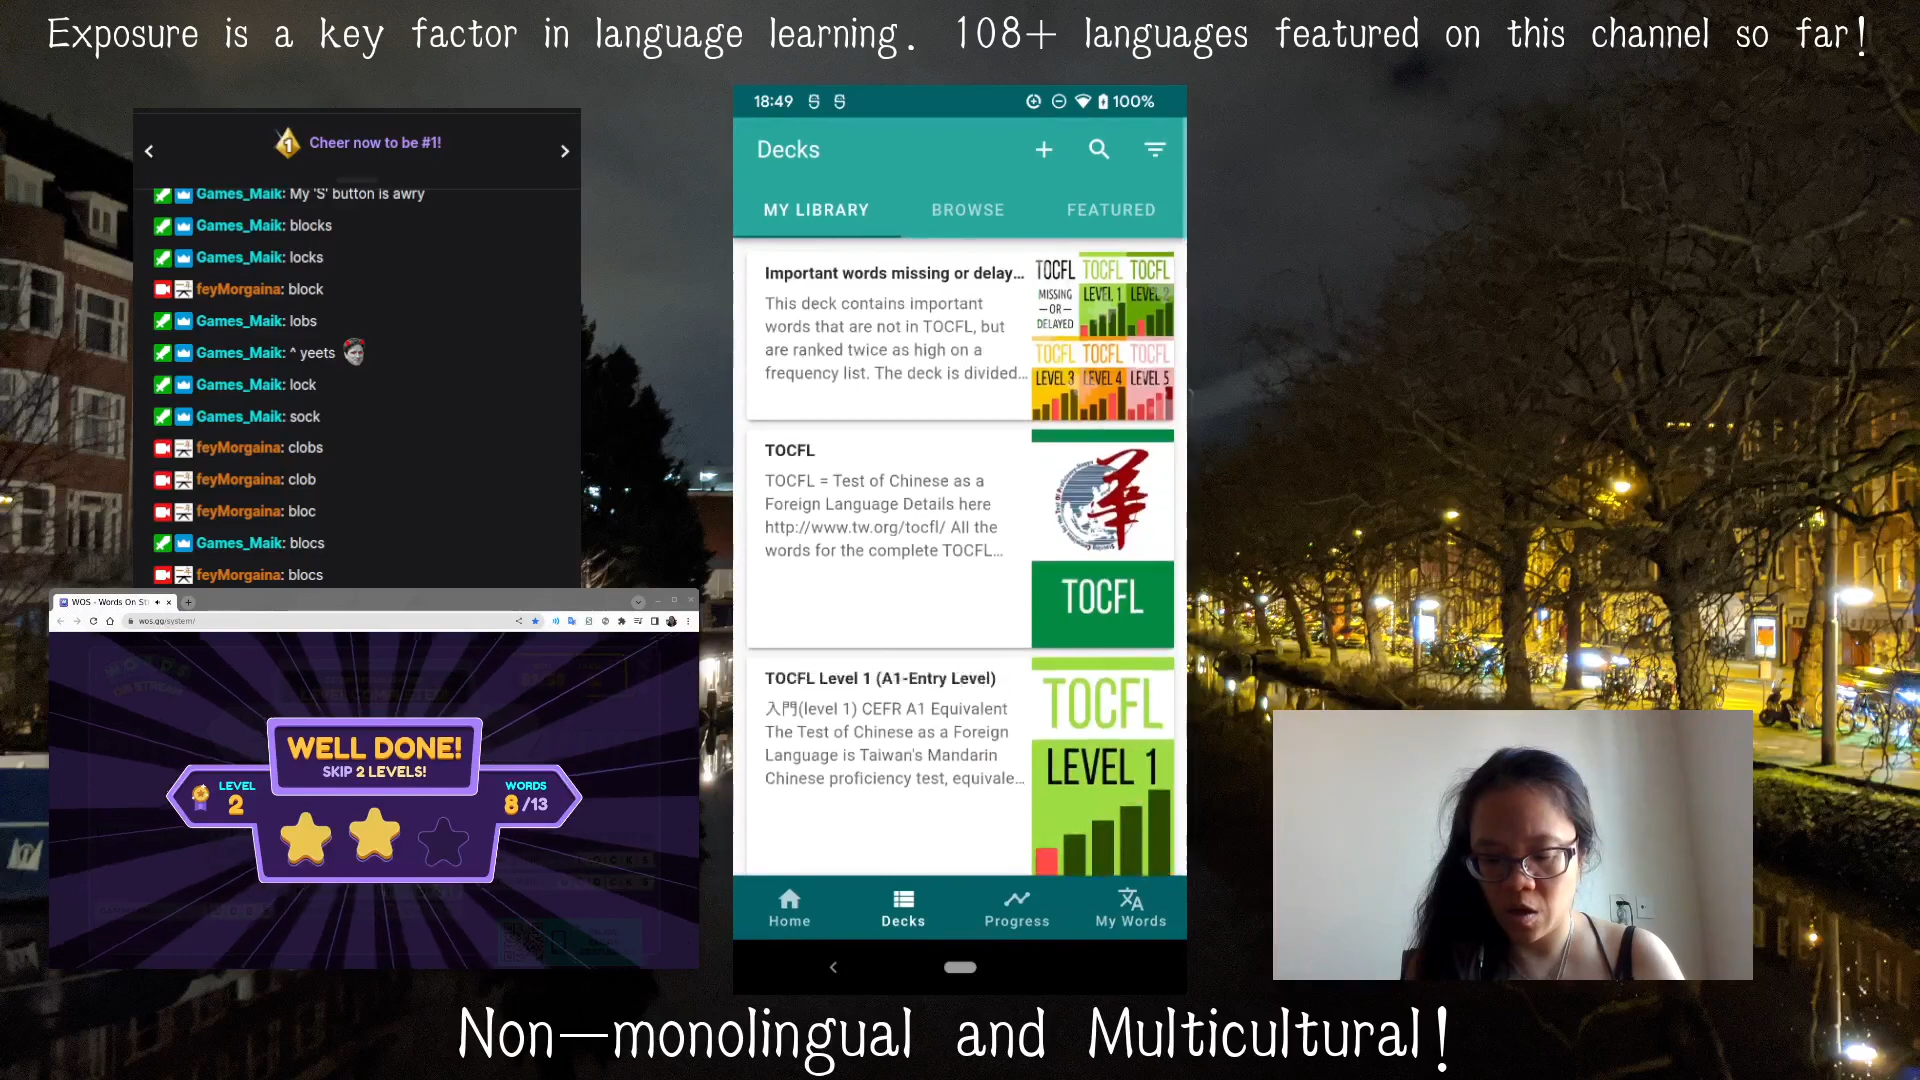 Exposure is a key factor in language learning. 108+ languages featured on this channel so far!
Cheer now to be #1!
Games_Maik: My 'S' button is awry
Games_Maik: blocks
Games_Maik: locks
feyMorgaina: block
Games_Maik: lobs
Games_Maik: ^ yeets
Games_Maik: lock
Games_Maik: sock
feyMorgaina: clobs
feyMorgaina: clob
feyMorgaina: bloc
Games_Maik: blocs
feyMorgaina: blocs
WOS - Words On St
wos.gg/system/
WELL DONE!
SKIP 2 LEVELS!
LEVEL
2
WORDS
8/13
18:49
100%
Decks
MY LIBRARY
BROWSE
FEATURED
Important words missing or delay...
This deck contains important
words that are not in TOCFL, but
are ranked twice as high on a
frequency list. The deck is divided...
TOCFL TOCFL TOCFL
MISSING
-OR-
DELAYED
LEVEL 1 LEVEL 2
TOCFL TOCFL TOCFL
LEVEL 3 LEVEL 4 LEVEL 5
TOCFL
TOCFL = Test of Chinese as a
Foreign Language Details here
http://www.tw.org/tocfl/ All the
words for the complete TOCFL...
華
TOCFL
TOCFL Level 1 (A1-Entry Level)
入門(level 1) CEFR A1 Equivalent
The Test of Chinese as a Foreign
Language is Taiwan's Mandarin
Chinese proficiency test, equivale...
TOCFL
LEVEL 1
Home
Decks
Progress
My Words
Non-monolingual and Multicultural!